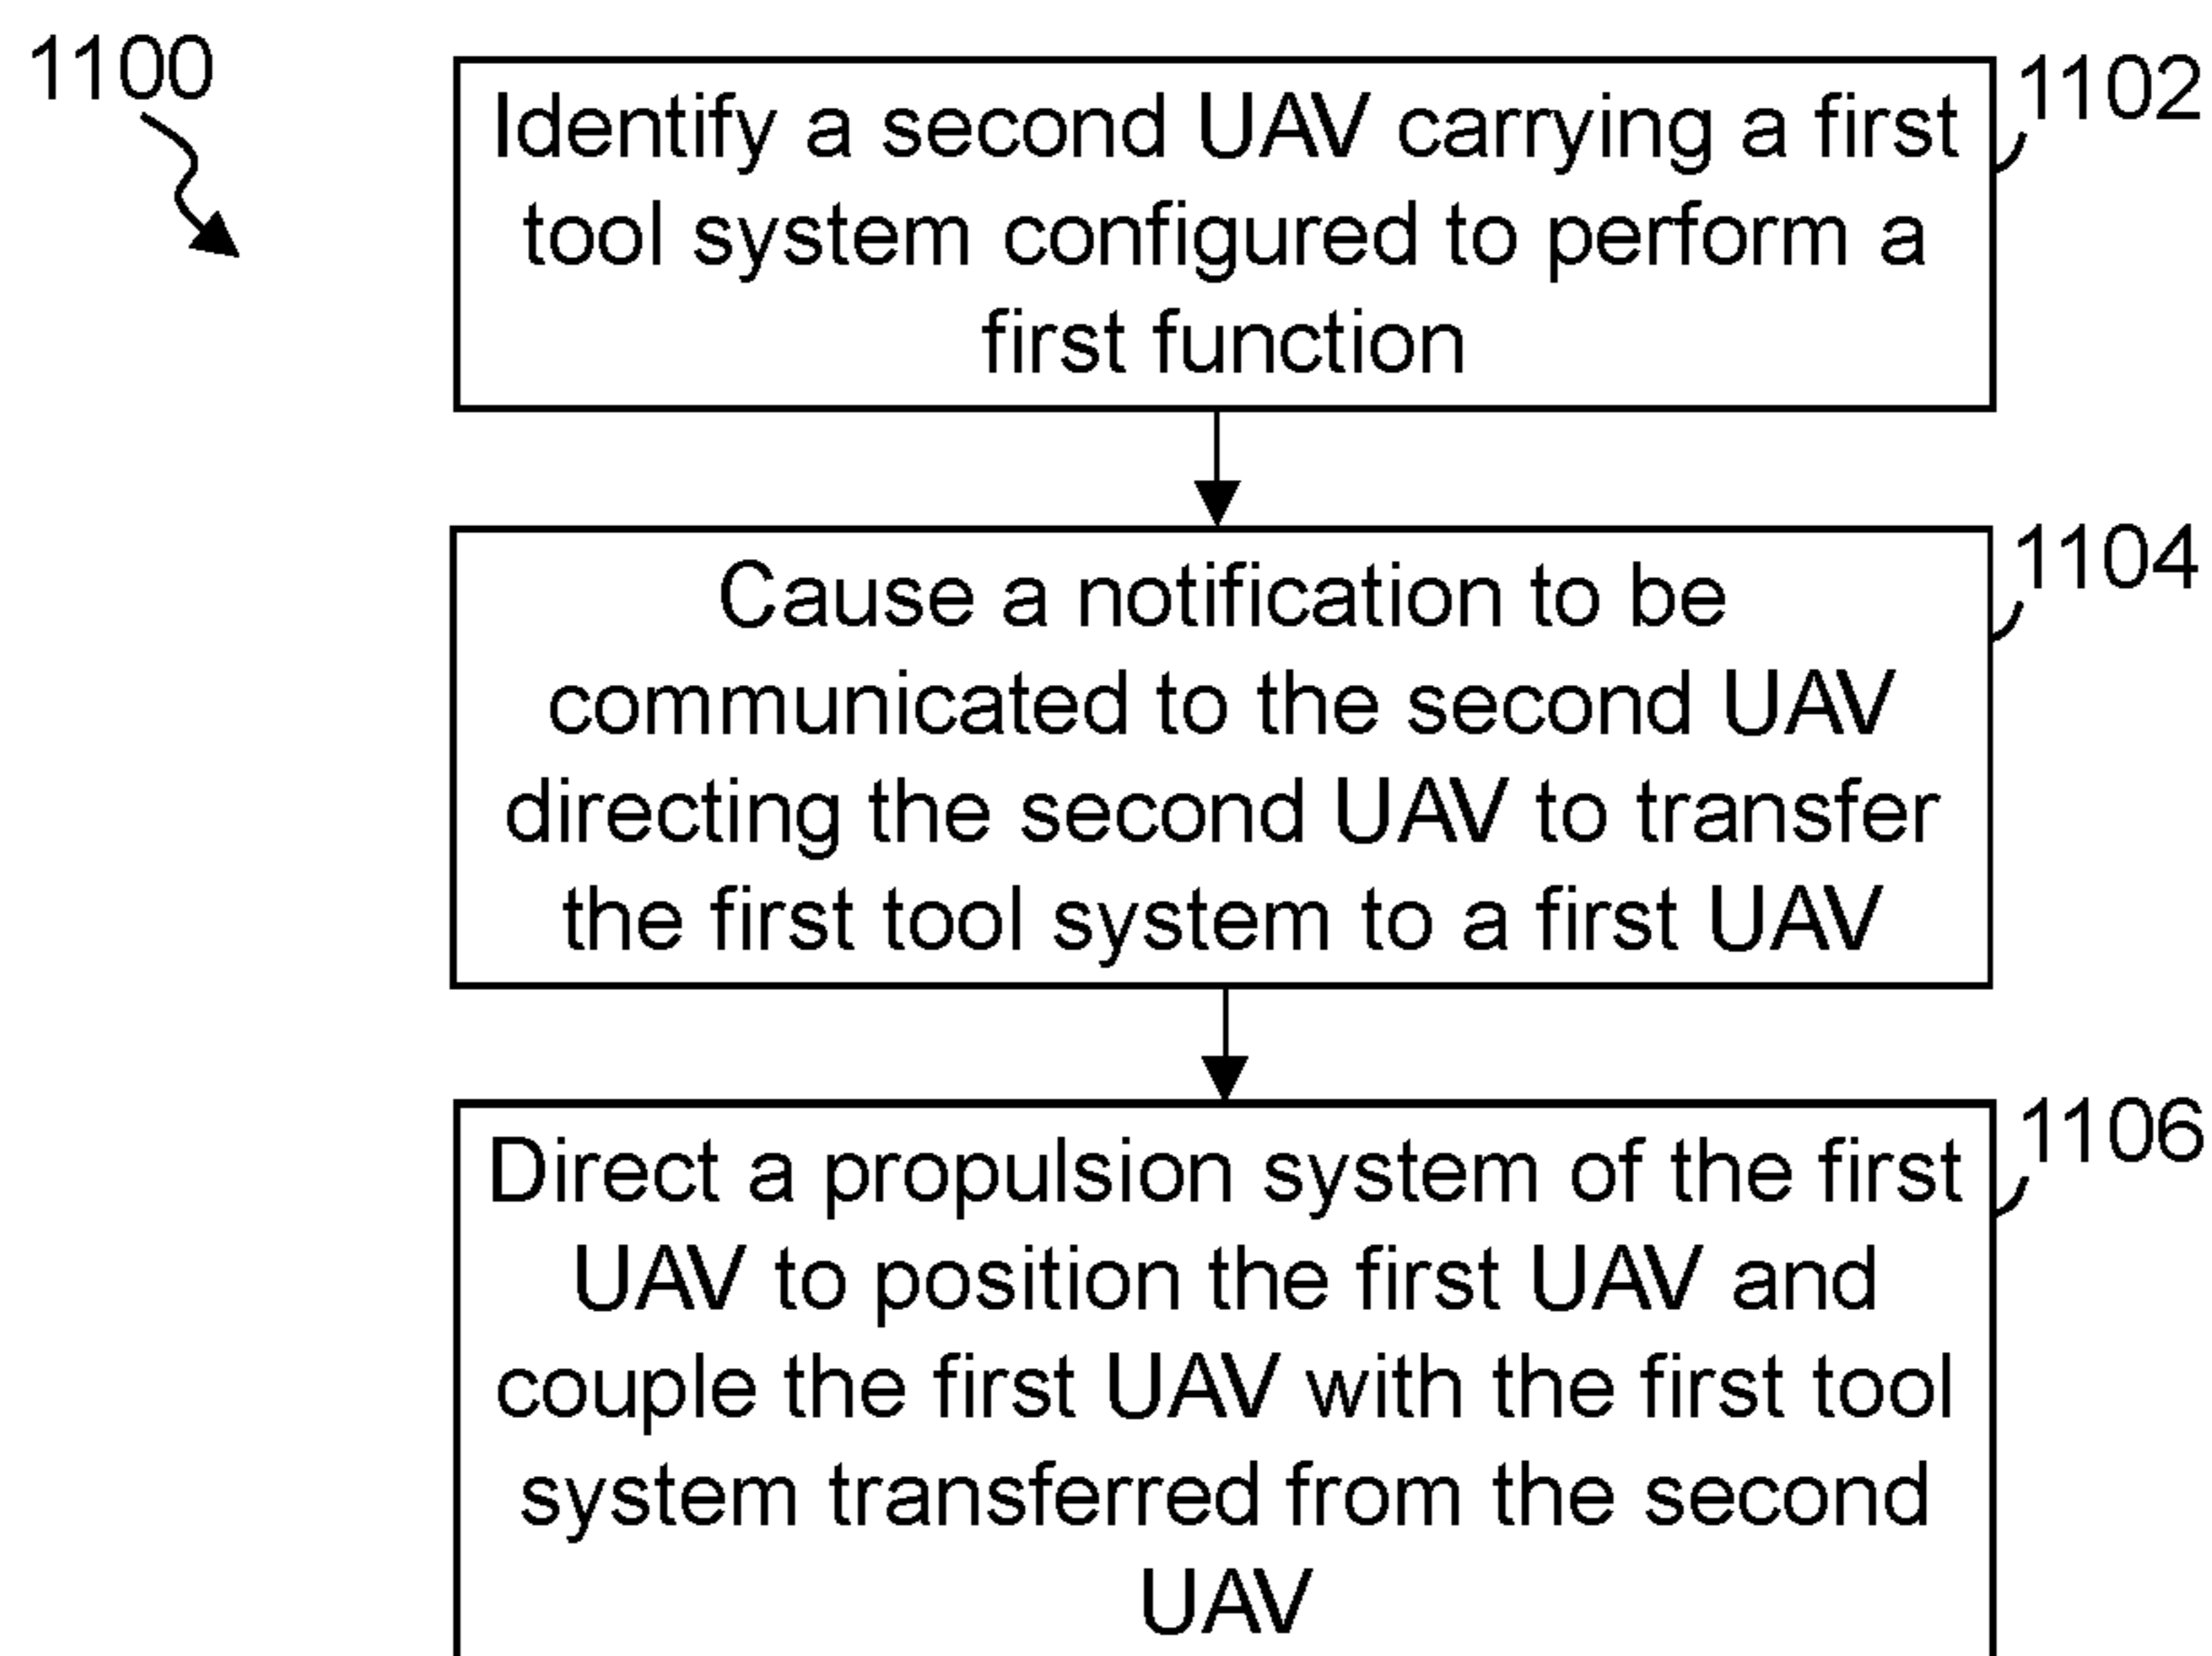 1100
1102
Identify a second UAV carrying a first
tool system configured to perform a
first function
1104
Cause a notification to be
communicated to the second UAV
directing the second UAV to transfer
the first tool system to a first UAV
1106
Direct a propulsion system of the first
UAV to position the first UAV and
couple the first UAV with the first tool
system transferred from the second
UAV